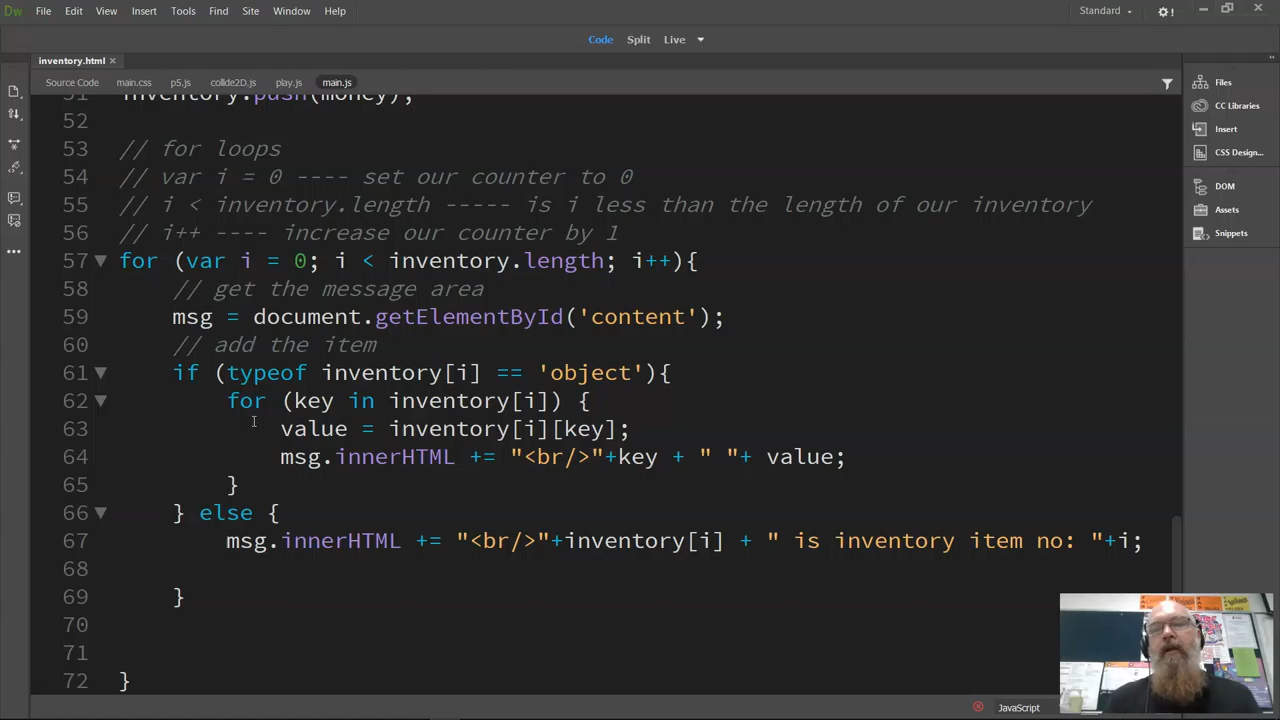 Dw File Edit View Insert Tools Find Site Window Help Standard
Code Split Live
inventory.html
Source Code main.css p5.js collide2D.js play.js main.js
51 inventory.push(money);
52
53 // for loops
54 // var i = 0 ---- set our counter to 0
55 // i < inventory.length ----- is i less than the length of our inventory
56 // i++ ---- increase our counter by 1
57 for (var i = 0; i < inventory.length; i++){
58 // get the message area
59 msg = document.getElementById('content');
60 // add the item
61 if (typeof inventory[i] == 'object'){
62 for (key in inventory[i]) {
63 value = inventory[i][key];
64 msg.innerHTML += "<br/>"+key + " "+ value;
65 }
66 } else {
67 msg.innerHTML += "<br/>"+inventory[i] + " is inventory item no: "+i;
68
69 }
70
71
72 }
JavaScript
Files
CC Libraries
Insert
CSS Design...
DOM
Assets
Snippets